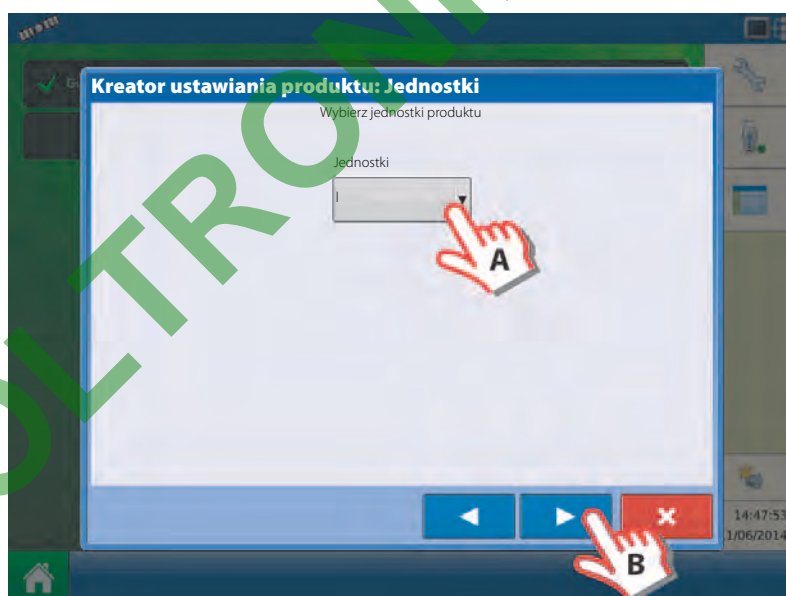 Kreator ustawiania produktu: Jednostki
Wybierz jednostki produktu
Jednostki
l
A
B
14:47:53
1/06/2014